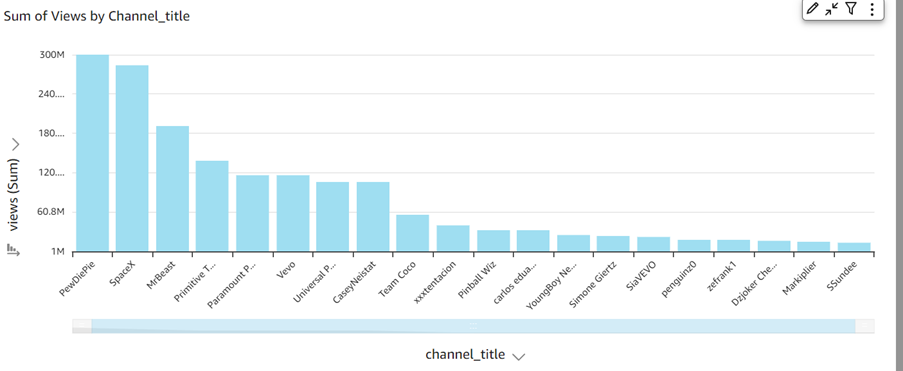 Sum of Views by Channel_title
300M
240....
180....
120....
60.8M
1M
views (Sum)
PewDiePie
SpaceX
MrBeast
Primitive T...
Paramount P...
Vevo
Universal P...
CaseyNeistat
Team Coco
xxxtentacion
Pinball Wiz
carlos edua...
YoungBoy Ne...
Simone Giertz
SiaVEVO
penguinz0
zefrank1
Dzjoker Che...
Markiplier
SSundee
channel_title